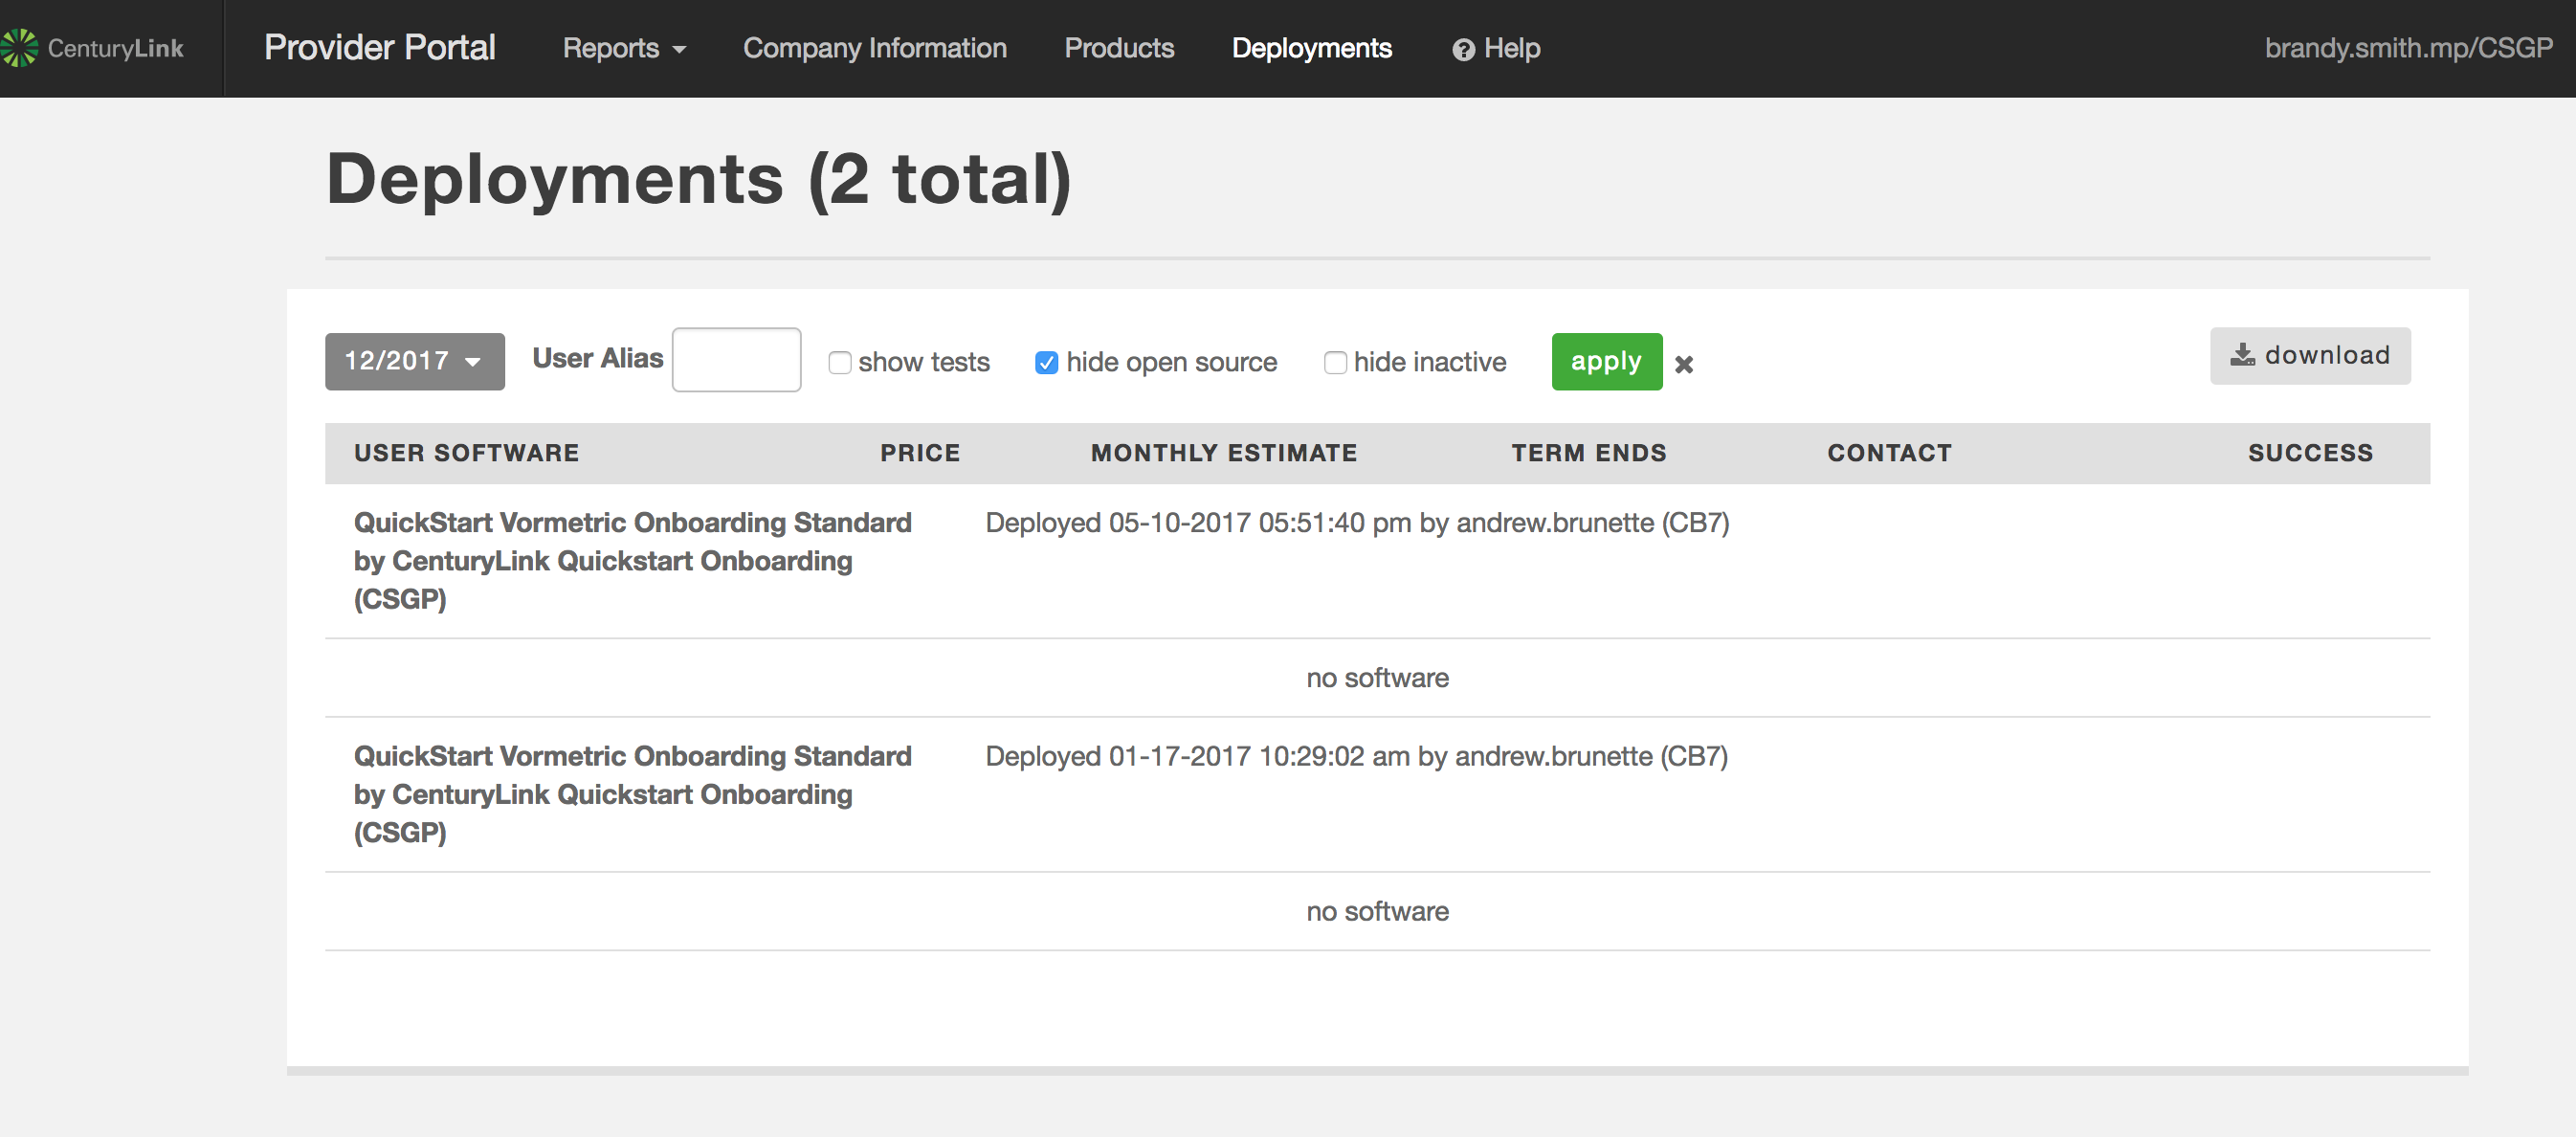 CenturyLink Provider Portal Reports Company Information Products Deployments Help brandy.smith.mp/CSGP
Deployments (2 total)
12/2017 User Alias show tests hide open source hide inactive apply download
USER SOFTWARE PRICE MONTHLY ESTIMATE TERM ENDS CONTACT SUCCESS
QuickStart Vormetric Onboarding Standard Deployed 05-10-2017 05:51:40 pm by andrew.brunette (CB7)
by CenturyLink Quickstart Onboarding
(CSGP)
no software
QuickStart Vormetric Onboarding Standard Deployed 01-17-2017 10:29:02 am by andrew.brunette (CB7)
by CenturyLink Quickstart Onboarding
(CSGP)
no software